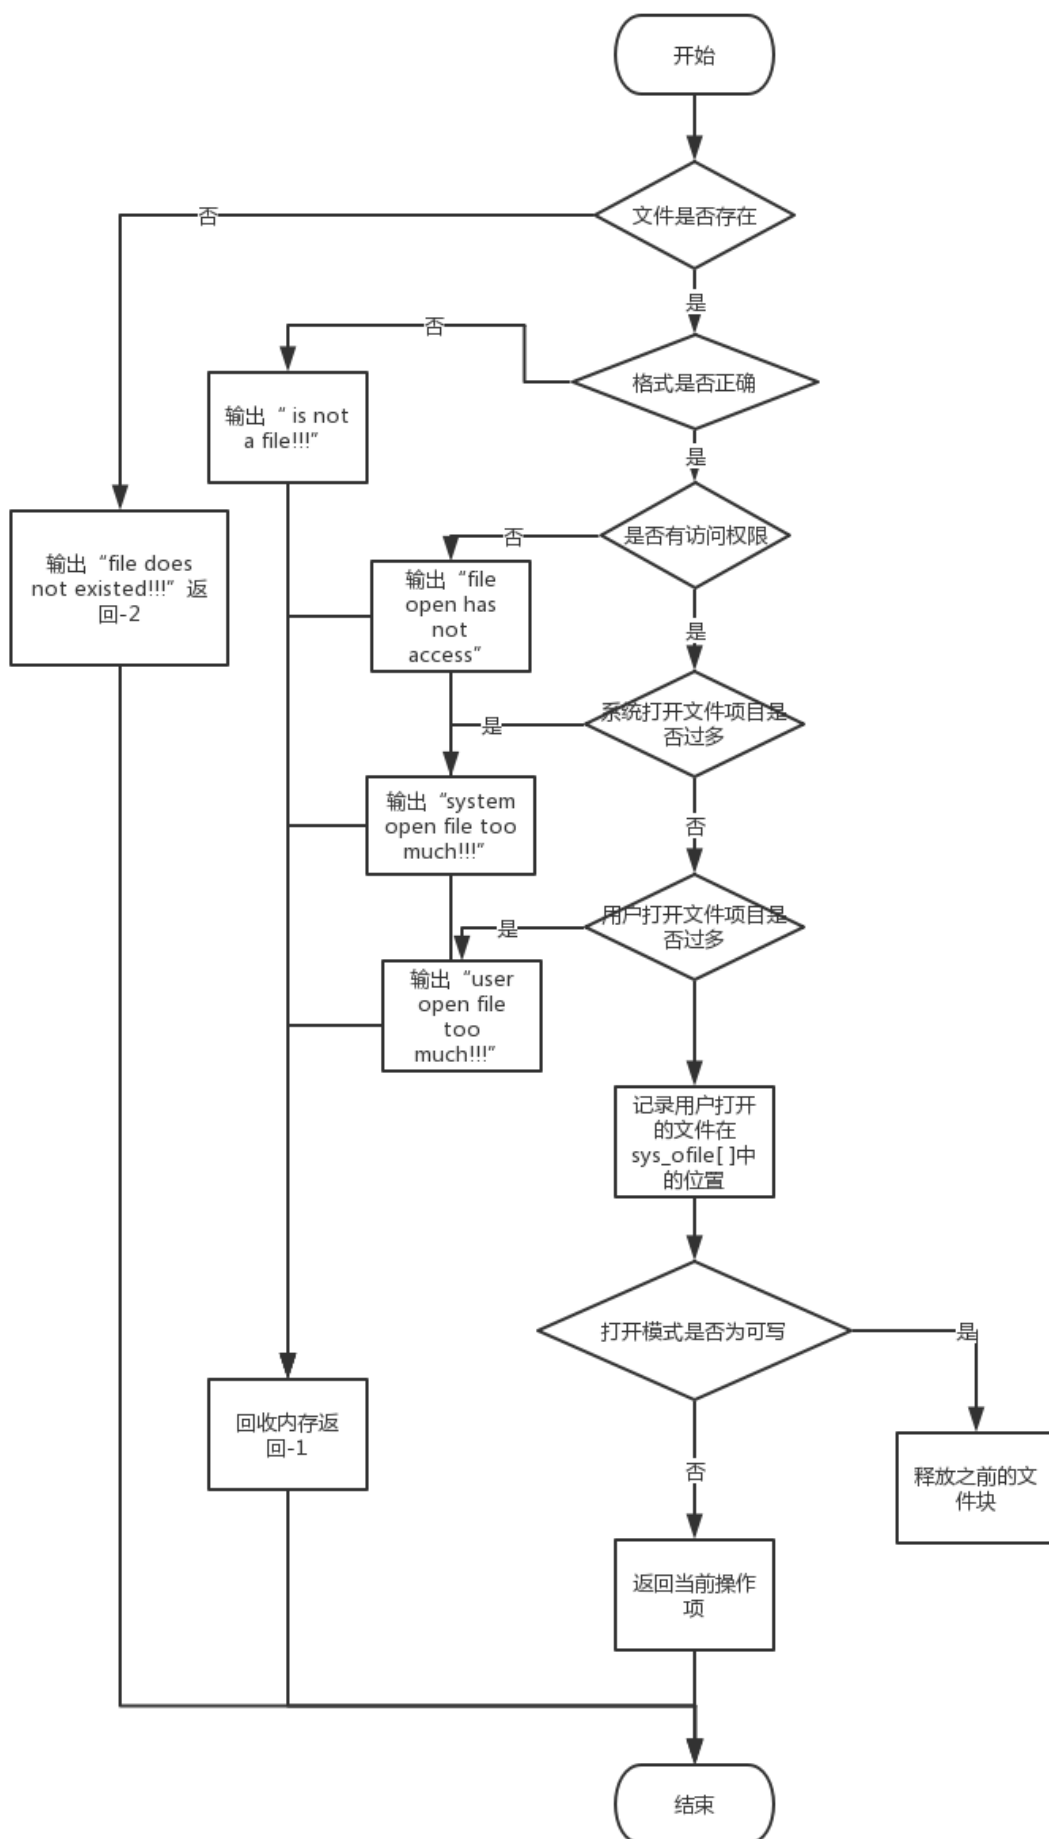 开始
文件是否存在
否
是
否
格式是否正确
输出“ is not
a file!!!”
是
否
是否有访问权限
输出“file does
not existed!!!”返
回-2
输出“file
open has
not
access”
是
系统打开文件项目是
否过多
是
输出“system
open file too
much!!!”
否
用户打开文件项目是
否过多
是
输出“user
open file
too
much!!!”
记录用户打开
的文件在
sys_ofile[ ]中
的位置
打开模式是否为可写
是
回收内存返
回-1
否
释放之前的文
件块
返回当前操作
项
结束